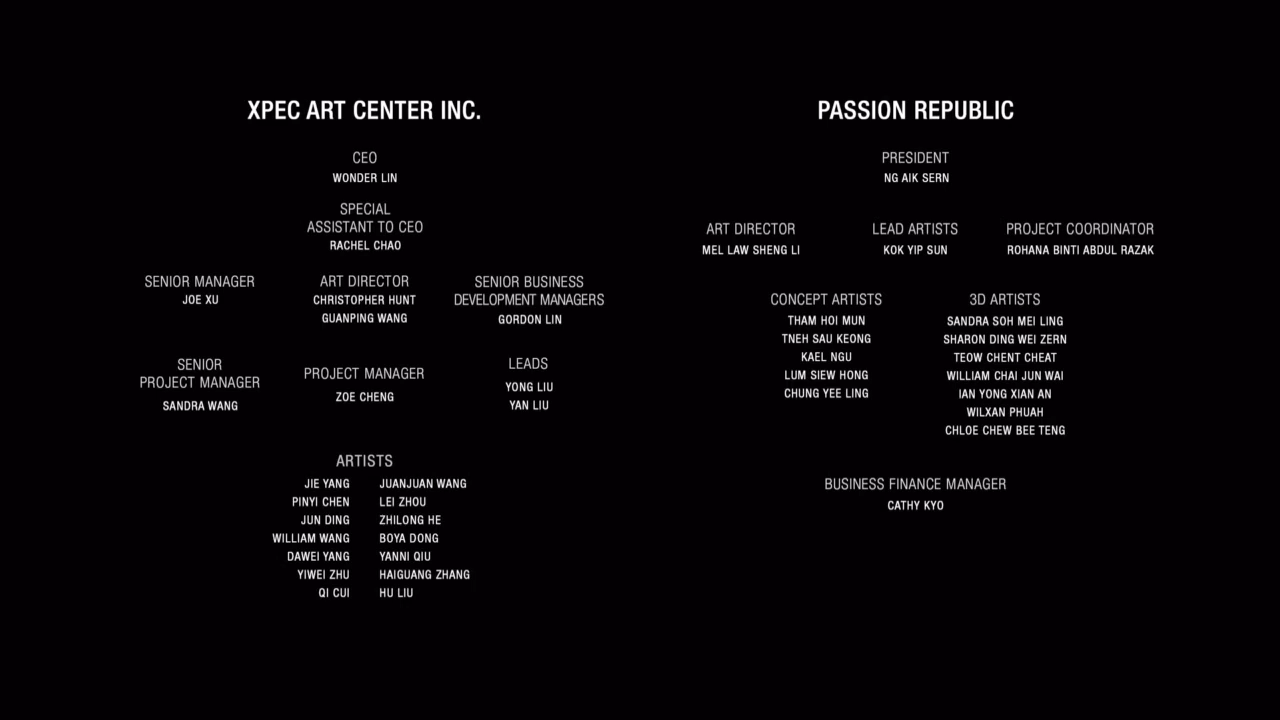 XPEC ART CENTER INC.
CEO
WONDER LIN
SPECIAL
ASSISTANT TO CEO
RACHEL CHAO
SENIOR MANAGER
JOE XU
ART DIRECTOR
CHRISTOPHER HUNT
GUANPING WANG
SENIOR BUSINESS
DEVELOPMENT MANAGERS
GORDON LIN
SENIOR
PROJECT MANAGER
SANDRA WANG
PROJECT MANAGER
ZOE CHENG
LEADS
YONG LIU
YAN LIU
ARTISTS
JIE YANG JUANJUAN WANG
PINYI CHEN LEI ZHOU
JUN DING ZHILONG HE
WILLIAM WANG BOYA DONG
DAWEI YANG YANNI QIU
YIWEI ZHU HAIGUANG ZHANG
QI CUI HU LIU
PASSION REPUBLIC
PRESIDENT
NG AIK SERN
ART DIRECTOR
MEL LAW SHENG LI
LEAD ARTISTS
KOK YIP SUN
PROJECT COORDINATOR
ROHANA BINTI ABDUL RAZAK
CONCEPT ARTISTS
THAM HOI MUN
TNEH SAU KEONG
KAEL NGU
LUM SIEW HONG
CHUNG YEE LING
3D ARTISTS
SANDRA SOH MEI LING
SHARON DING WEI ZERN
TEOW CHENT CHEAT
WILLIAM CHAI JUN WAI
IAN YONG XIAN AN
WILXAN PHUAH
CHLOE CHEW BEE TENG
BUSINESS FINANCE MANAGER
CATHY KYO